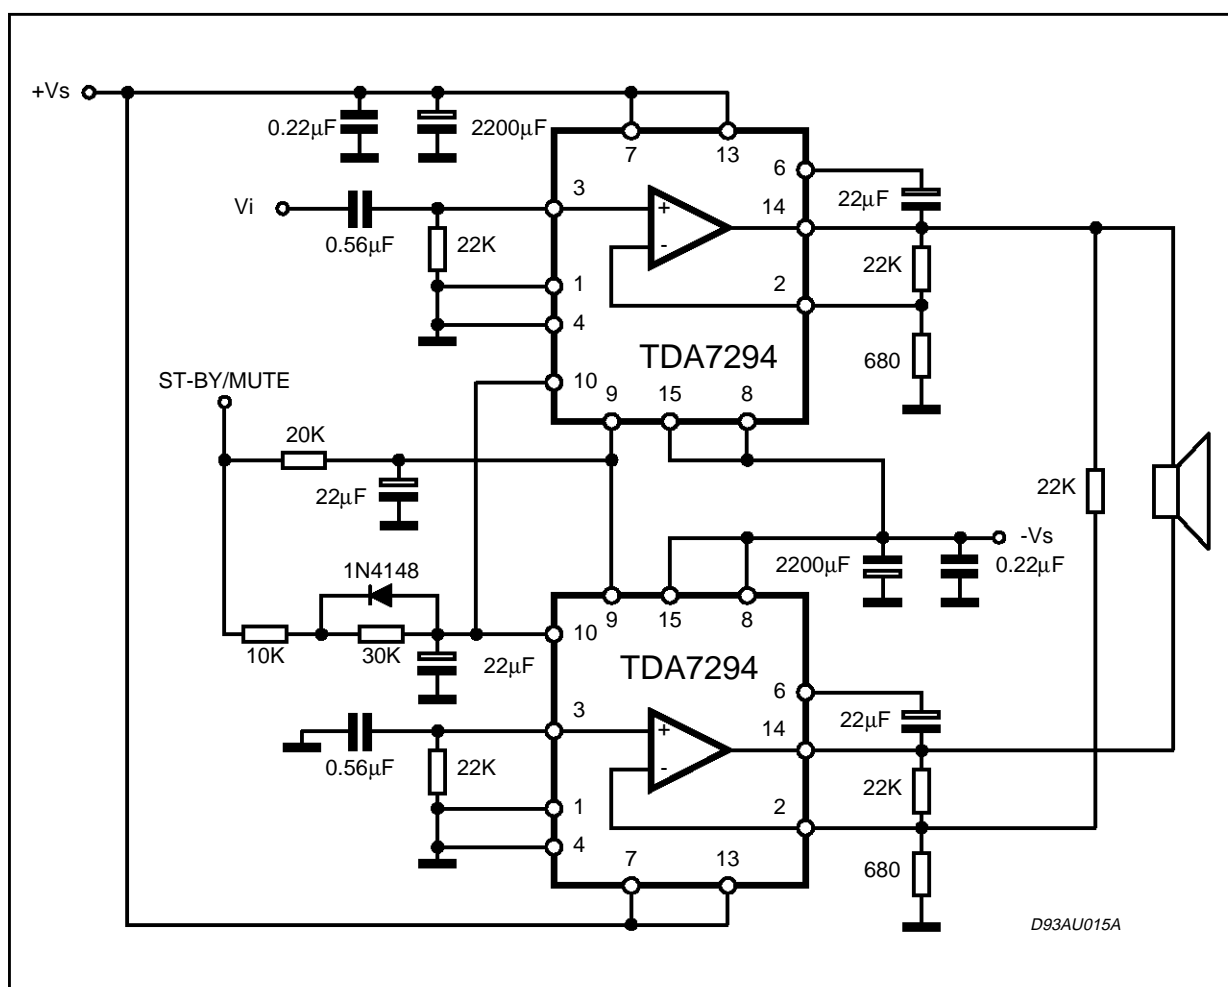 +Vs
0.22µF
2200µF
7
13
6
3
Vi
14
22µF
+
0.56µF
22K
-
22K
1
2
4
TDA7294
680
ST-BY/MUTE
10
9
15
8
20K
22µF
22K
-Vs
2200µF
0.22µF
1N4148
9
15
8
10
10K
30K
22µF
TDA7294
6
3
22µF
14
+
0.56µF
22K
-
22K
1
2
4
7
13
680
D93AU015A